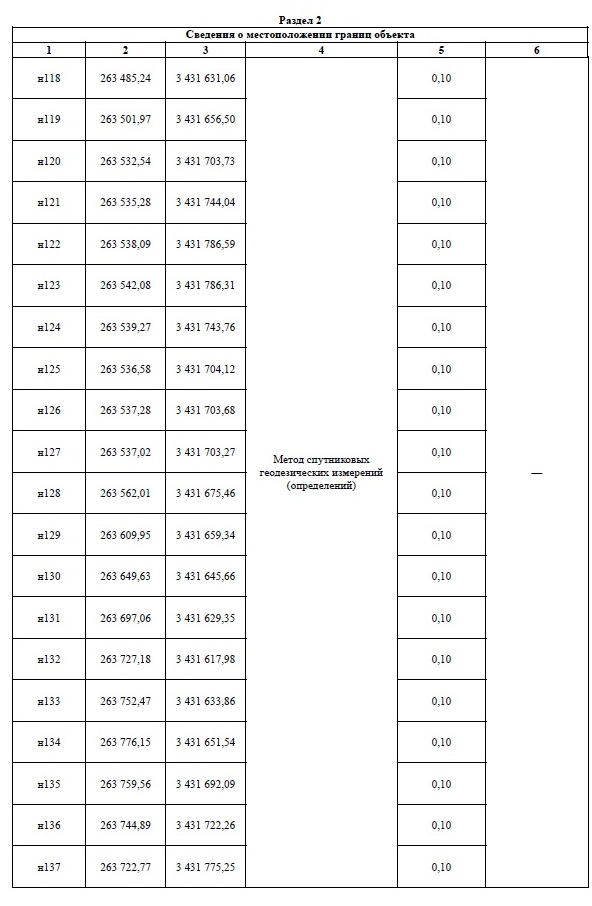 Раздел 2
Сведения о местоположении границ объекта
1 2 3 4 5 6
н118 263 485,24 3 431 631,06 0,10
н119 263 501,97 3 431 656,50 0,10
н120 263 532,54 3 431 703,73 0,10
н121 263 535,28 3 431 744,04 0,10
н122 263 538,09 3 431 786,59 0,10
н123 263 542,08 3 431 786,31 0,10
н124 263 539,27 3 431 743,76 0,10
н125 263 536,58 3 431 704,12 0,10
н126 263 537,28 3 431 703,68 0,10
н127 263 537,02 3 431 703,27 0,10
Метод спутниковых
геодезических измерений
(определений)
—
н128 263 562,01 3 431 675,46 0,10
н129 263 609,95 3 431 659,34 0,10
н130 263 649,63 3 431 645,66 0,10
н131 263 697,06 3 431 629,35 0,10
н132 263 727,18 3 431 617,98 0,10
н133 263 752,47 3 431 633,86 0,10
н134 263 776,15 3 431 651,54 0,10
н135 263 759,56 3 431 692,09 0,10
н136 263 744,89 3 431 722,26 0,10
н137 263 722,77 3 431 775,25 0,10